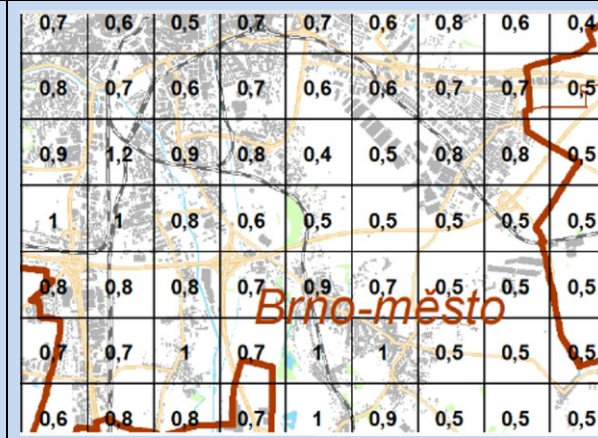 0,7 0,6 0,5 0,7 0,7 0,6 0,8 0,6 0,4
0,8 0,7 0,6 0,7 0,6 0,6 0,7 0,7 0,5
0,9 1,2 0,9 0,8 0,4 0,5 0,8 0,8 0,5
1 1 0,8 0,6 0,5 0,5 0,5 0,5 0,5
0,8 0,8 0,8 0,7 0,9 0,7 0,5 0,5 0,5
Brno-město
0,7 0,7 1 0,7 1 1 0,5 0,5 0,5
0,6 0,8 0,8 0,7 1 0,9 0,5 0,5 0,5